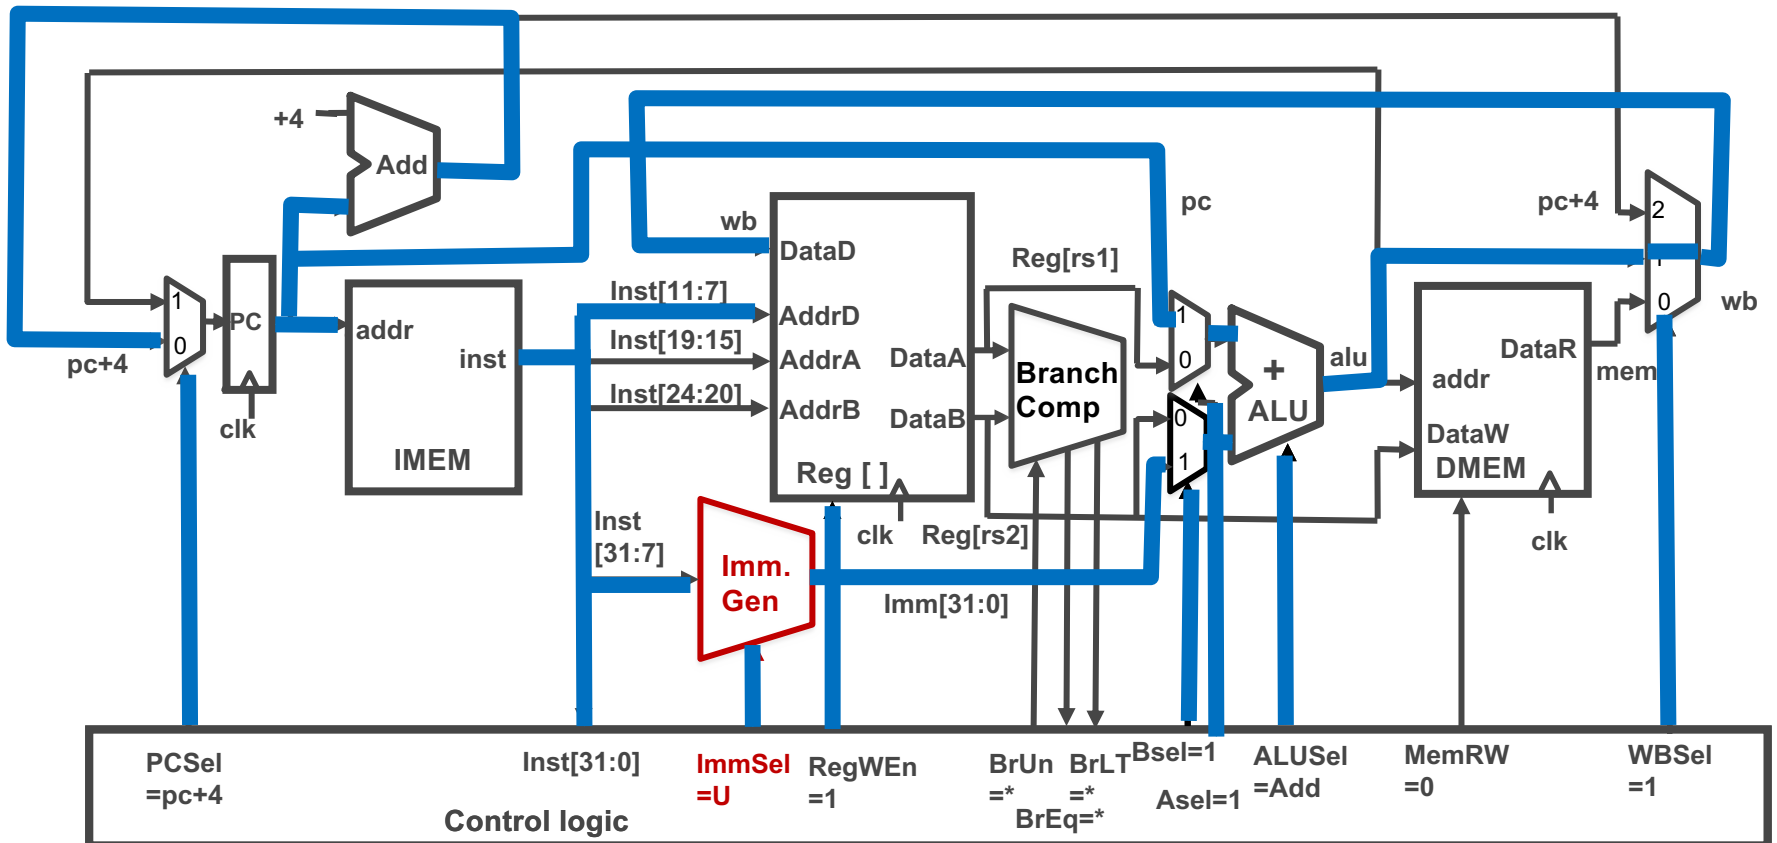 +4
Add
pc
pc+4
2
wb
DataD
Reg[rs1]
1
wb
Inst[11:7]
AddrD
1
0
1
PC
addr
0
pc+4
inst
Inst[19:15]
AddrA
DataA
Branch
Comp
0
+
ALU
alu
DataR
mem
addr
Inst[24:20]
AddrB
DataB
0
1
DataW
DMEM
clk
IMEM
Reg [ ]
clk
Reg[rs2]
clk
Inst
[31:7]
Imm.
Gen
Imm[31:0]
PCSel
=pc+4
Inst[31:0]
ImmSel
=U
RegWEn
=1
BrUn
=*
BrLT
=*
BrEq=*
Bsel=1
Asel=1
ALUSel
=Add
MemRW
=0
WBSel
=1
Control logic